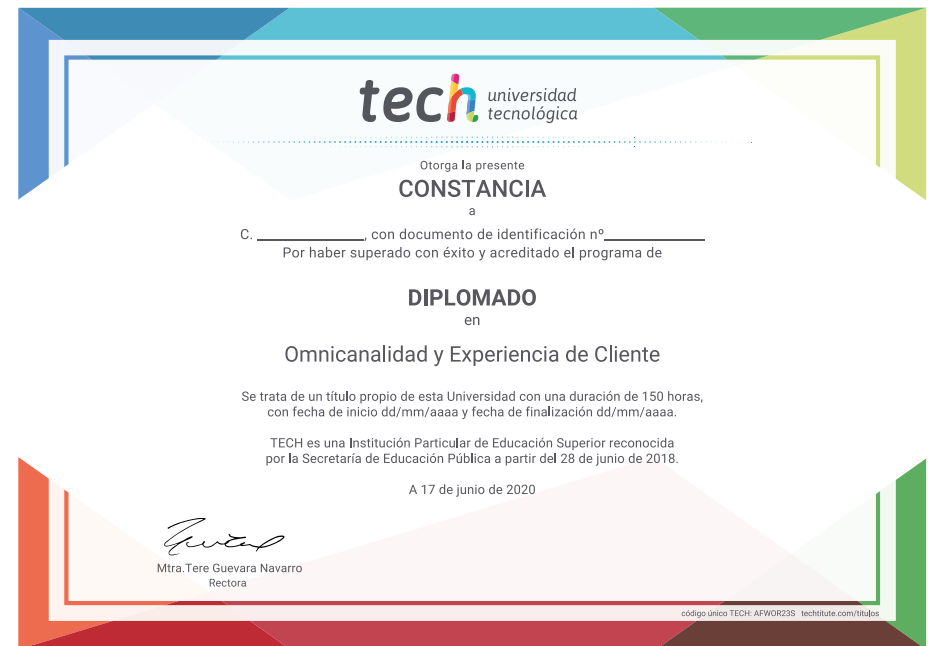 tech universidad
tecnológica
Otorga la presente
CONSTANCIA
a
C. ______________, con documento de identificación nº_____________
Por haber superado con éxito y acreditado el programa de
DIPLOMADO
en
Omnicanalidad y Experiencia de Cliente
Se trata de un título propio de esta Universidad con una duración de 150 horas,
con fecha de inicio dd/mm/aaaa y fecha de finalización dd/mm/aaaa.
TECH es una Institución Particular de Educación Superior reconocida
por la Secretaría de Educación Pública a partir del 28 de junio de 2018.
A 17 de junio de 2020
Mtra.Tere Guevara Navarro
Rectora
código único TECH: AFWOR23S techtitute.com/títulos